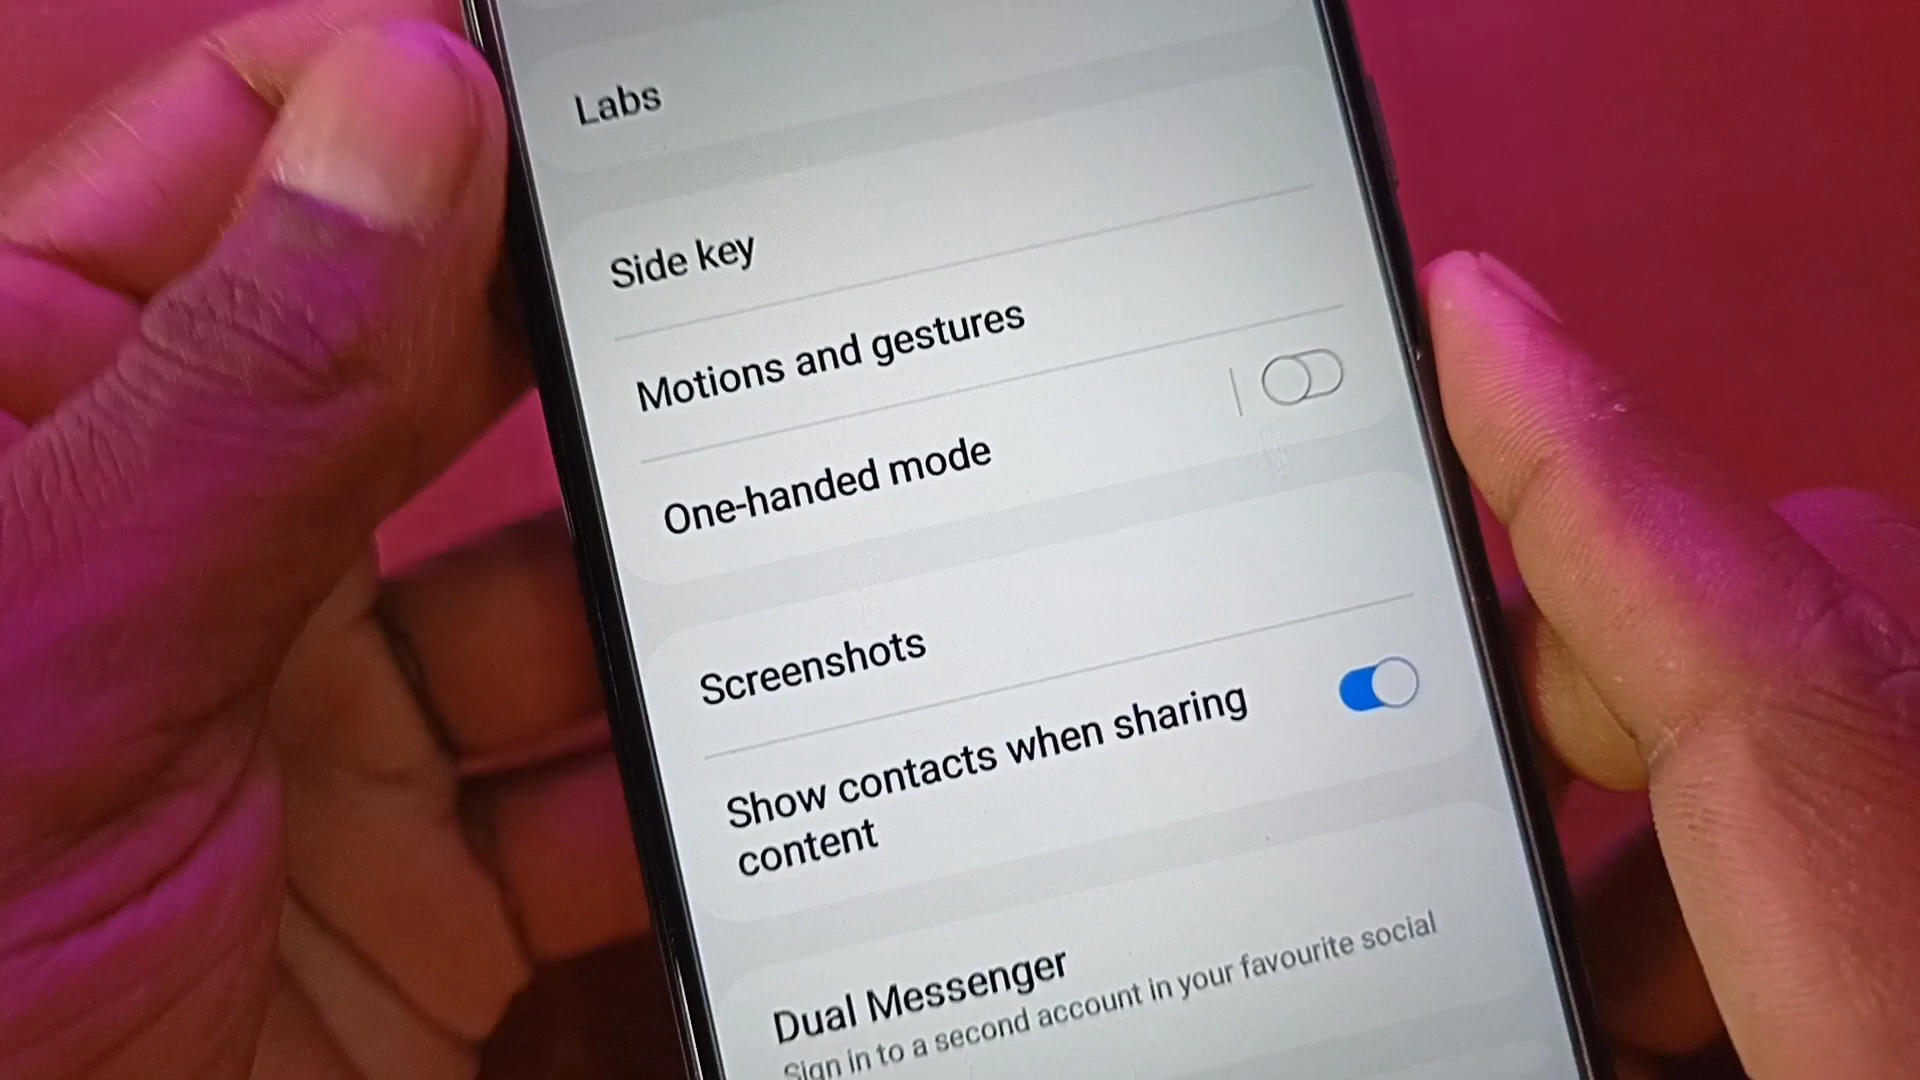 Labs
Side key
Motions and gestures
One-handed mode
Screenshots
Show contacts when sharing
content
Dual Messenger
Sign in to a second account in your favourite social